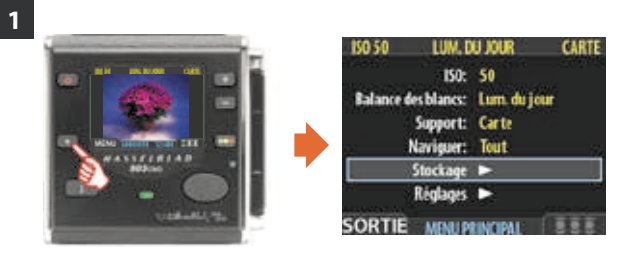 1
MENU
HASSELBLAD
ISO 50 LUM. DU JOUR CARTE
ISO: 50
Balance des blancs: Lum. du jour
Support: Carte
Naviguer: Tout
Stockage ►
Réglages ►
SORTIE MENU PRINCIPAL